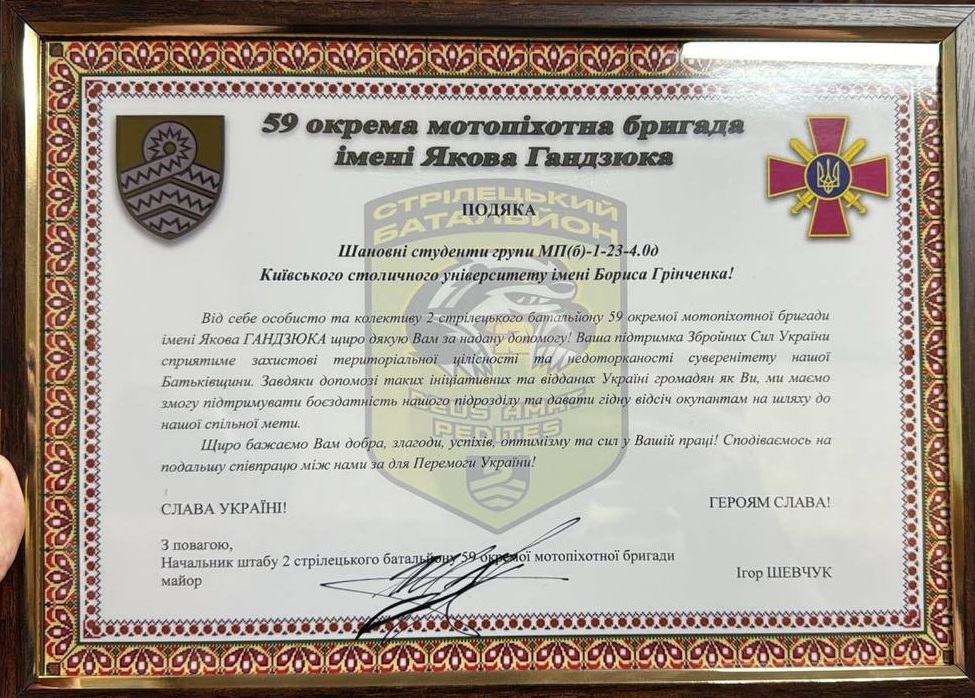 59 окрема мотопіхотна бригада
імені Якова Гандзюка
СТРІЛЕЦЬКИЙ
БАТАЛЬЙОН
ПОДЯКА
Шановні студенти групи МП(б)-1-23-4.0д
Київського столичного університету імені Бориса Грінченка!
Від себе особисто та колективу 2 стрілецького батальйону 59 окремої мотопіхотної бригади
імені Якова ГАНДЗЮКА щиро дякую Вам за надану допомогу! Ваша підтримка Збройних Сил України
сприятиме захистові територіальної цілісності та недоторканості суверенітету нашої
Батьківщини. Завдяки допомозі таких ініціативних та відданих Україні громадян як Ви, ми маємо
змогу підтримувати боєздатність нашого підрозділу та давати гідну відсіч окупантам на шляху до
нашої спільної мети.
DEUS AMAT
PEDITES
Щиро бажаємо Вам добра, злагоди, успіхів, оптимізму та сил у Вашій праці! Сподіваємось на
подальшу співпрацю між нами за для Перемоги України!
СЛАВА УКРАЇНІ! ГЕРОЯМ СЛАВА!
З повагою,
Начальник штабу 2 стрілецького батальйону 59 окремої мотопіхотної бригади
майор Ігор ШЕВЧУК